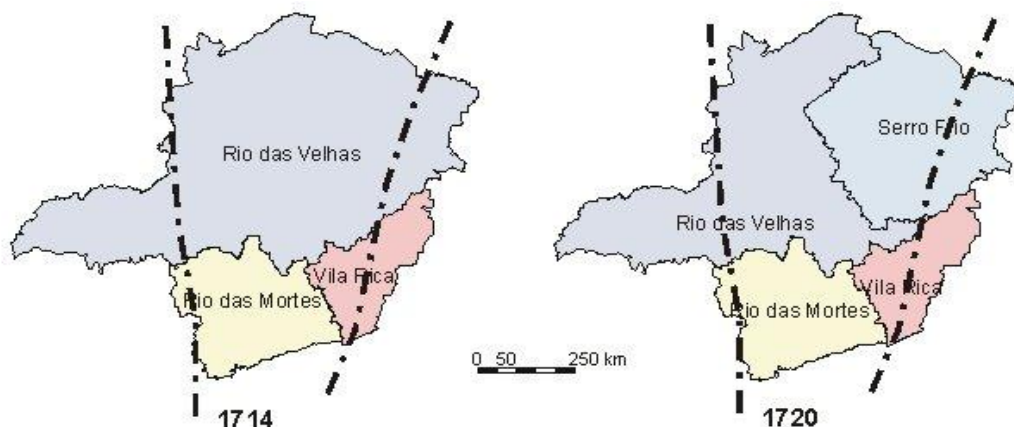 Rio das Velhas
Vila Rica
Rio das Mortes
1714
0 50 250 km
Serro Frio
Rio das Velhas
Vila Rica
Rio das Mortes
1720